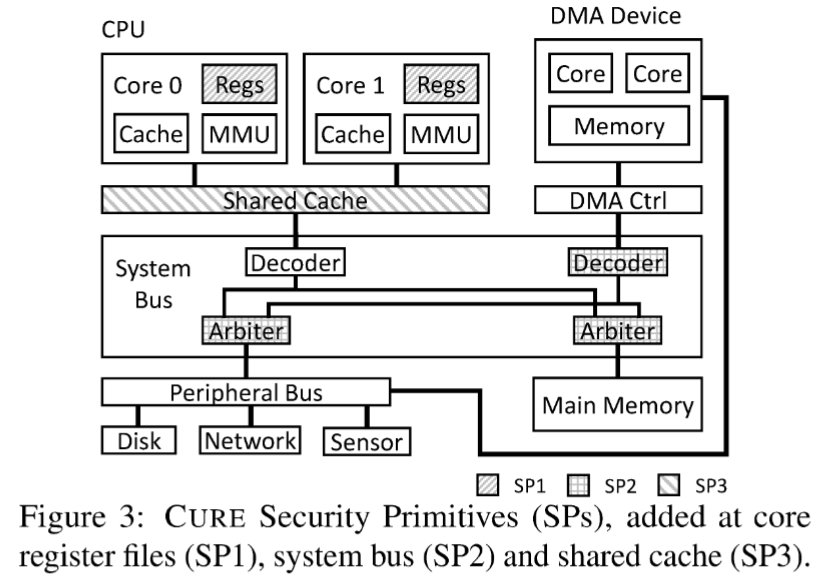 CPU
DMA Device
Core 0
Regs
Core 1
Regs
Core
Core
Cache
MMU
Cache
MMU
Memory
Shared Cache
DMA Ctrl
System
Bus
Decoder
Decoder
Arbiter
Arbiter
Peripheral Bus
Main Memory
Disk
Network
Sensor
SP1
SP2
SP3
Figure 3: CURE Security Primitives (SPs), added at core
register files (SP1), system bus (SP2) and shared cache (SP3).